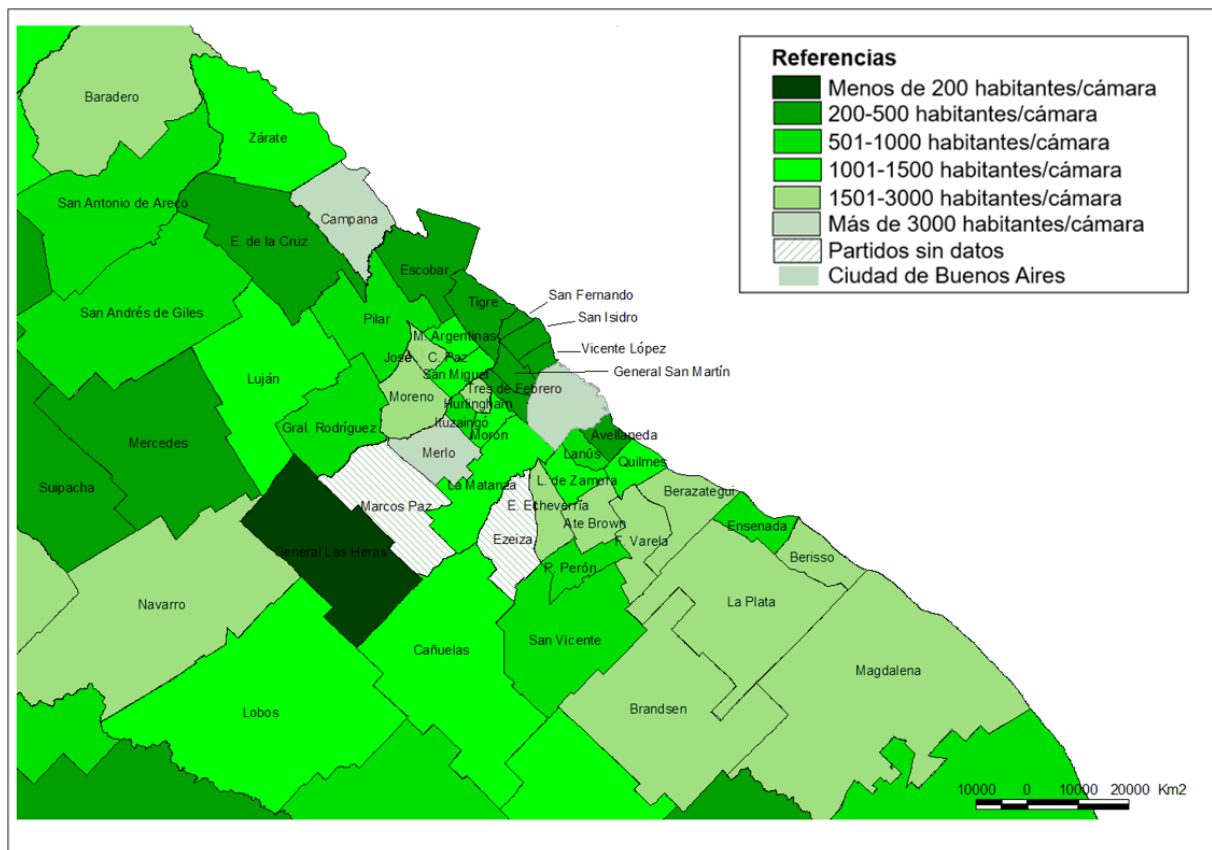 Referencias
Menos de 200 habitantes/cámara
200-500 habitantes/cámara
501-1000 habitantes/cámara
1001-1500 habitantes/cámara
1501-3000 habitantes/cámara
Más de 3000 habitantes/cámara
Partidos sin datos
Ciudad de Buenos Aires
Baradero
Zárate
San Antonio de Areco
Campana
E. de la Cruz
Escobar
Tigre
San Fernando
San Isidro
San Andrés de Giles
Pilar
M. Argentinas
Vicente López
José C. Paz
General San Martín
San Miguel
Luján
Tres de Febrero
Moreno
Hurlingham
Ituzaingó
Gral. Rodríguez
Morón
Avellaneda
Mercedes
Merlo
Lanús
Quilmes
Suipacha
La Matanza
L. de Zamora
Berazategui
Marcos Paz
E. Echeverría
Ate Brown
Ensenada
Ezeiza
F. Varela
General Las Heras
Berisso
P. Perón
Navarro
La Plata
San Vicente
Cañuelas
Magdalena
Brandsen
Lobos
10000 0 10000 20000 Km2